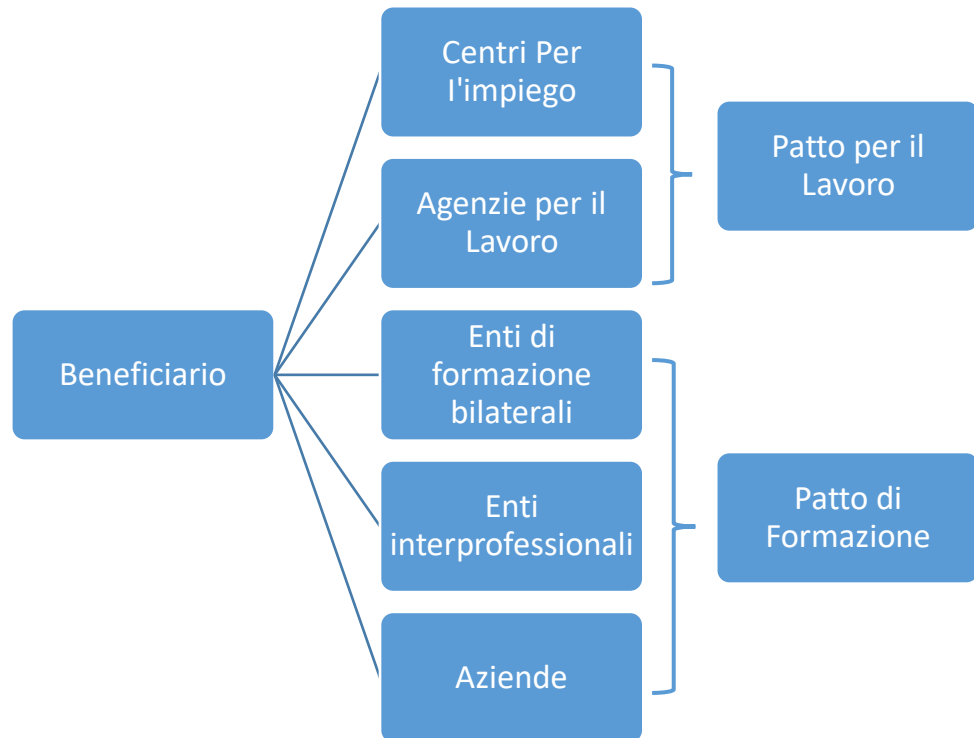 Centri Per
l'impiego
Patto per il
Lavoro
Agenzie per il
Lavoro
Beneficiario
Enti di
formazione
bilaterali
Enti
interprofessionali
Patto di
Formazione
Aziende